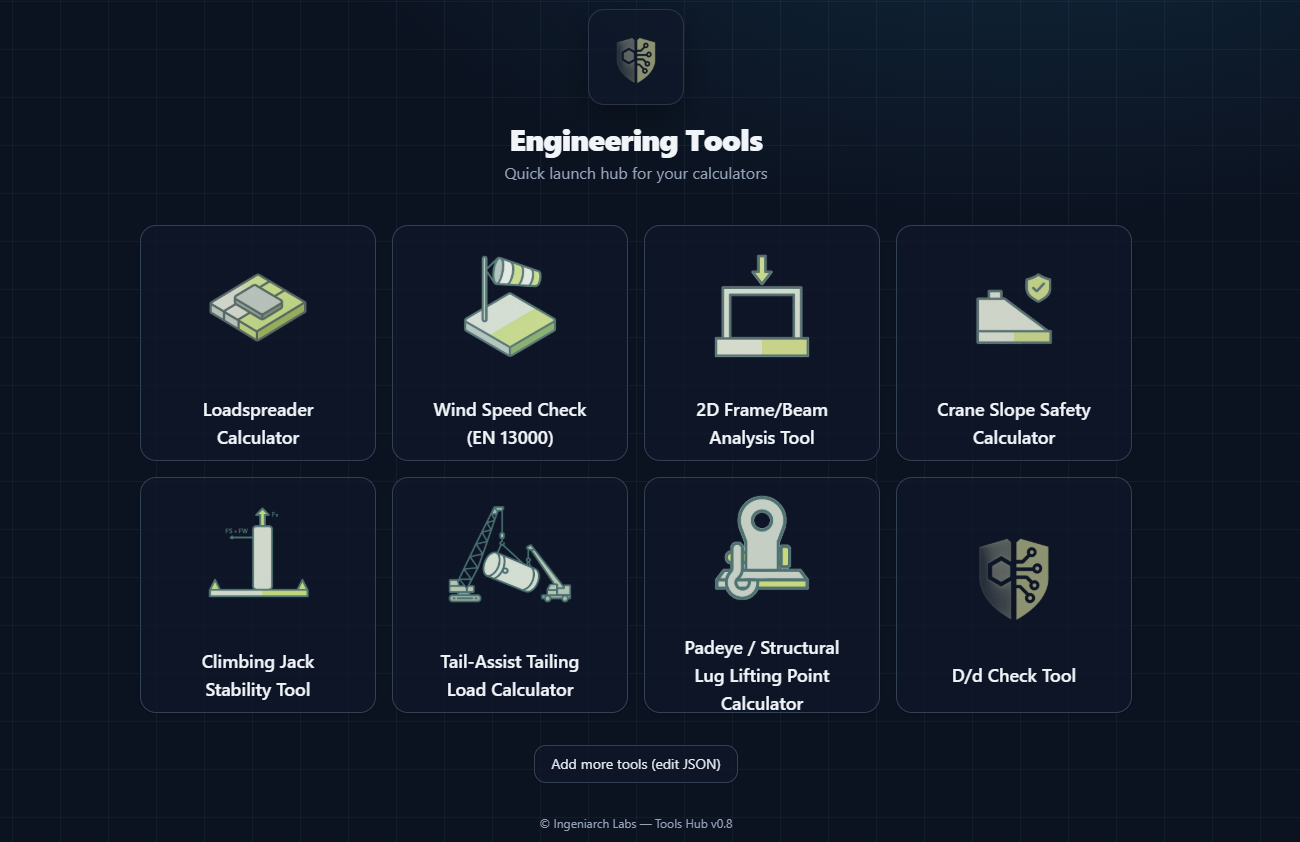 Engineering Tools
Quick launch hub for your calculators
Loadspreader
Calculator
Wind Speed Check
(EN 13000)
2D Frame/Beam
Analysis Tool
Crane Slope Safety
Calculator
Fv
FS + FW
Climbing Jack
Stability Tool
Tail-Assist Tailing
Load Calculator
Padeye / Structural
Lug Lifting Point
Calculator
D/d Check Tool
Add more tools (edit JSON)
© Ingeniarch Labs — Tools Hub v0.8